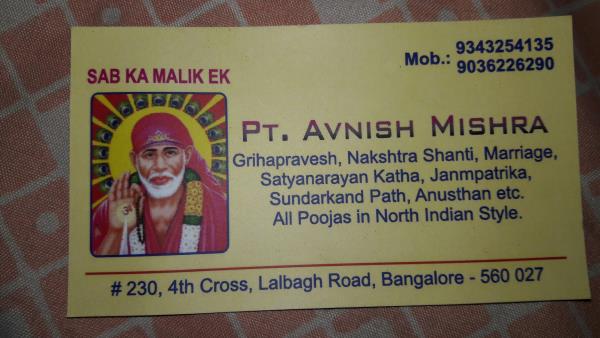 SAB KA MALIK EK
Mob.: 9343254135
9036226290
PT. AVNISH MISHRA
Grihapravesh, Nakshtra Shanti, Marriage,
Satyanarayan Katha, Janmpatrika,
Sundarkand Path, Anusthan etc.
All Poojas in North Indian Style.
# 230, 4th Cross, Lalbagh Road, Bangalore - 560 027